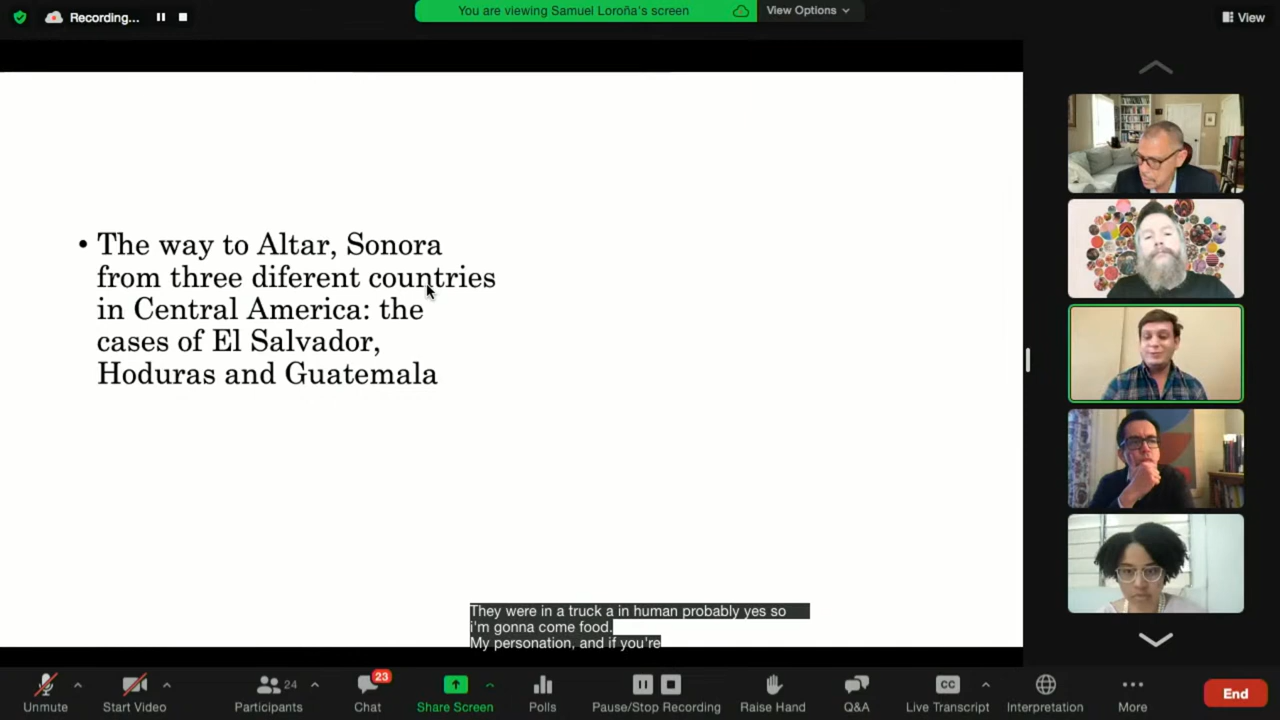 Recording...
You are viewing Samuel Loroña's screen
View Options
View
• The way to Altar, Sonora
from three diferent countries
in Central America: the
cases of El Salvador,
Hoduras and Guatemala
They were in a truck a in human probably yes so
i'm gonna come food.
My personation, and if you're
Unmute
Start Video
24
Participants
23
Chat
Share Screen
Polls
Pause/Stop Recording
Raise Hand
Q&A
CC
Live Transcript
Interpretation
More
End